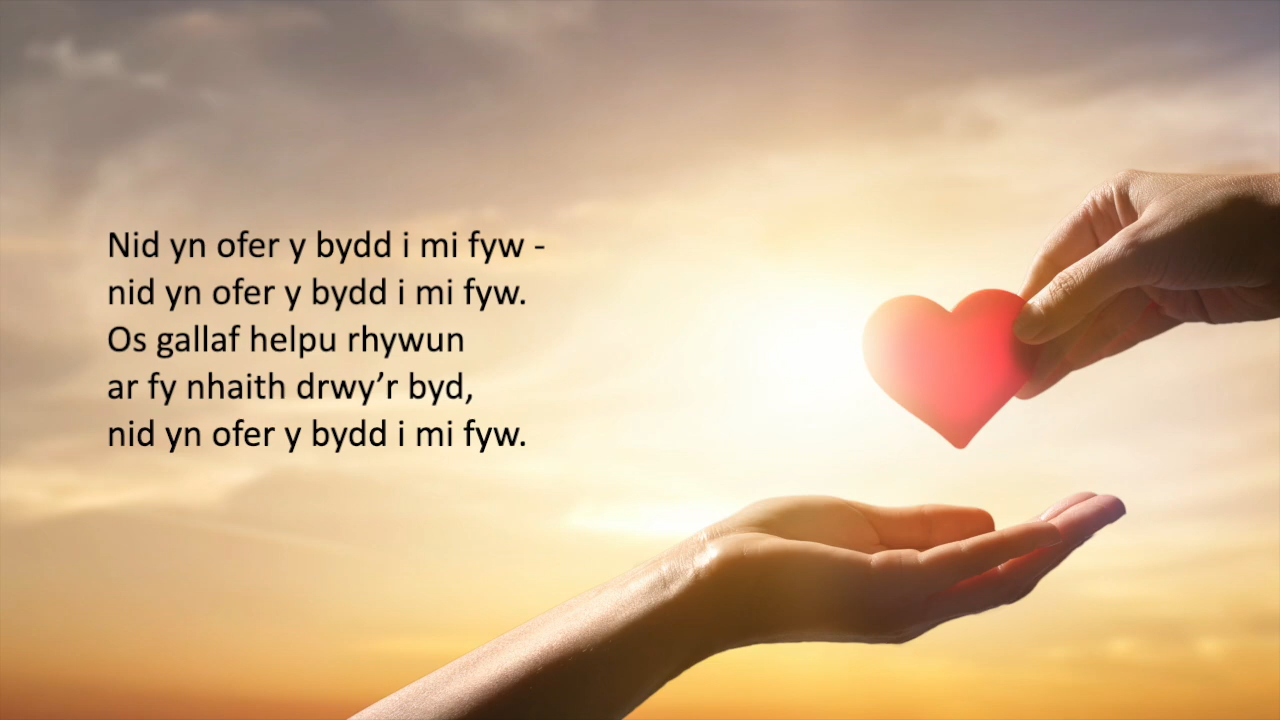 Nid yn ofer y bydd i mi fyw -
nid yn ofer y bydd i mi fyw.
Os gallaf helpu rhywun
ar fy nhaith drwy’r byd,
nid yn ofer y bydd i mi fyw.